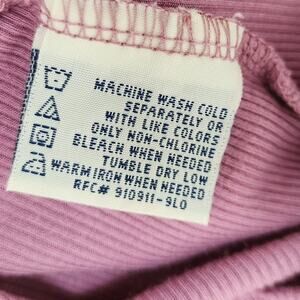 MACHINE WASH COLD
SEPARATELY OR
WITH LIKE COLORS
ONLY NON-CHLORINE
BLEACH WHEN NEEDED
TUMBLE DRY LOW
WARM IRON WHEN NEEDED
RFC# 910911-9L0